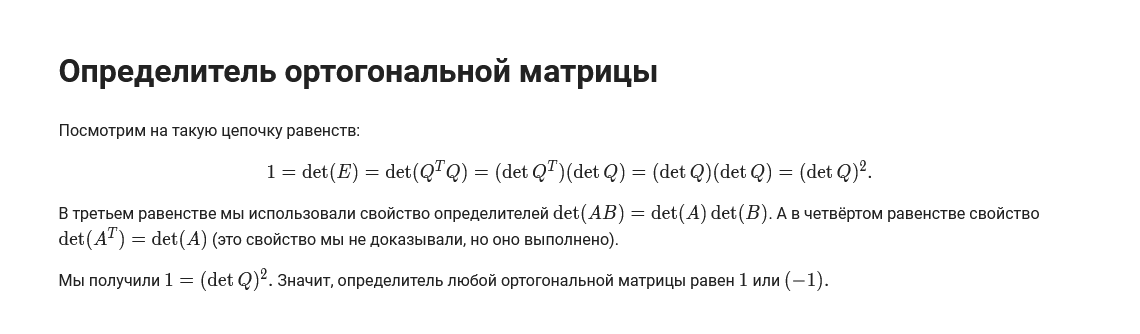 Определитель ортогональной матрицы
Посмотрим на такую цепочку равенств:
1 = det(E) = det(Q^T Q) = (det Q^T)(det Q) = (det Q)(det Q) = (det Q)^2.
В третьем равенстве мы использовали свойство определителей det(AB) = det(A) det(B). А в четвёртом равенстве свойство
det(A^T) = det(A) (это свойство мы не доказывали, но оно выполнено).
Мы получили 1 = (det Q)^2. Значит, определитель любой ортогональной матрицы равен 1 или (−1).